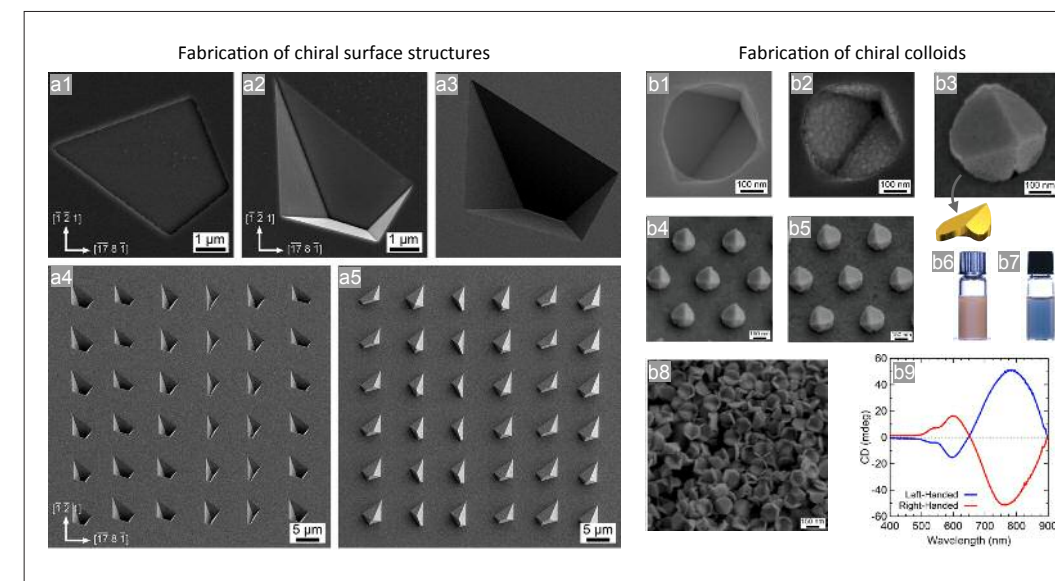 Fabrication of chiral surface structures
Fabrication of chiral colloids
a1
[1̄ 2̄ 1]
[1̄7̄ 8 1̄]
1 μm
a2
[1̄ 2̄ 1]
[1̄7̄ 8 1̄]
1 μm
a3
b1
100 nm
b2
100 nm
b3
100 nm
a4
[1̄ 2̄ 1]
[1̄7̄ 8 1̄]
5 μm
a5
5 μm
b4
b5
b6
b7
b8
b9
60
40
20
0
-20
-40
-60
CD (mdeg)
Left-Handed
Right-Handed
400 500 600 700 800 900
Wavelength (nm)